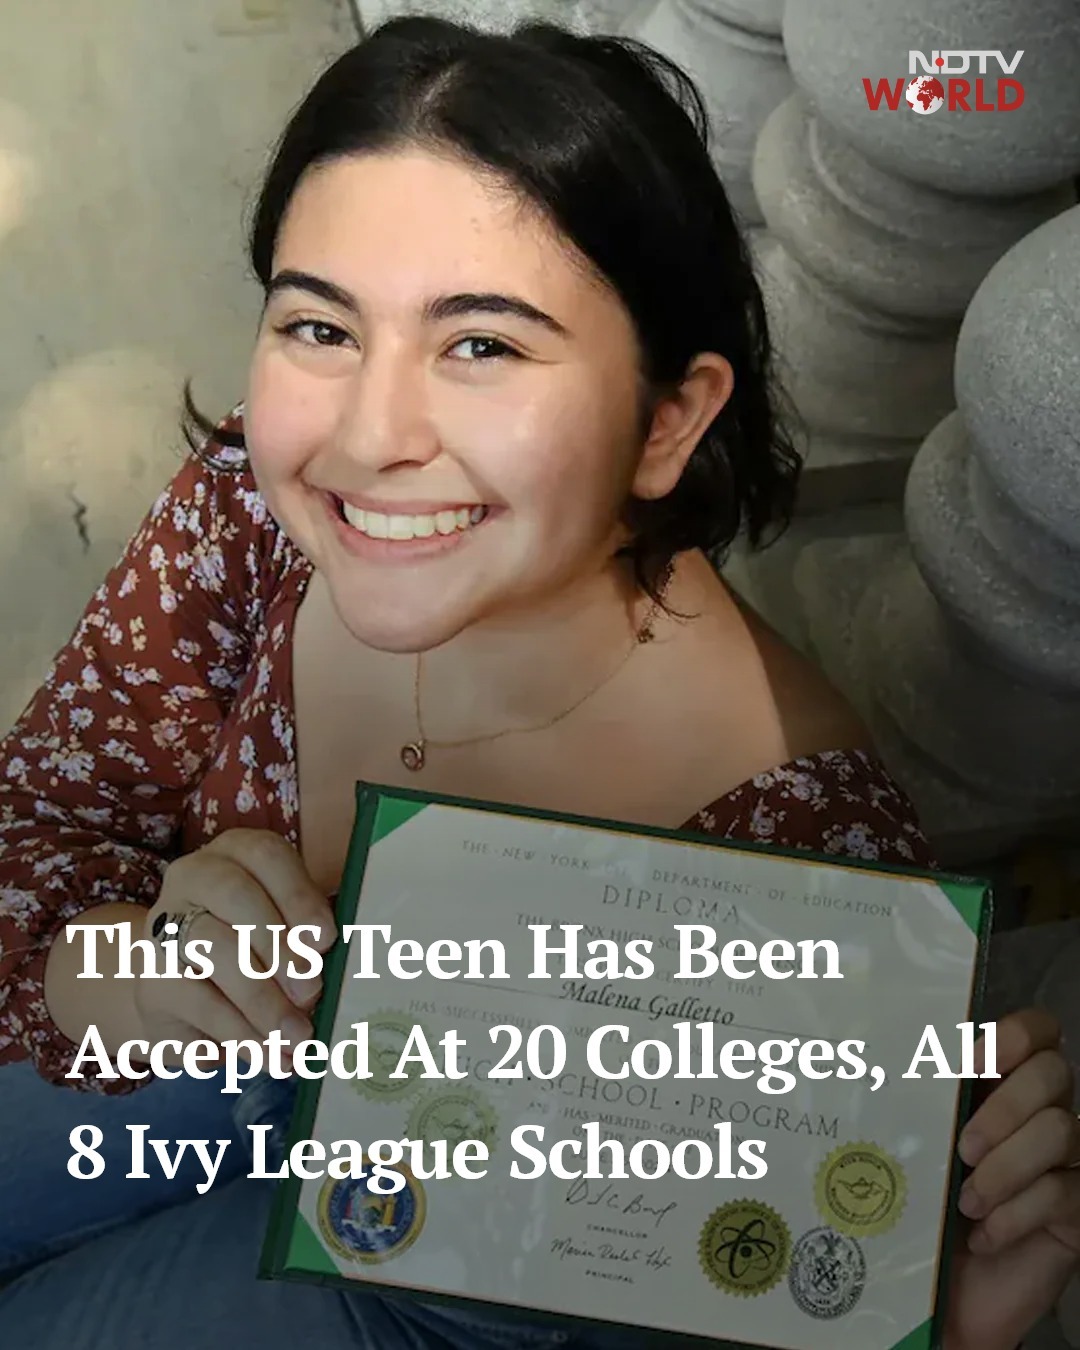 NDTV
WORLD
THE · NEW · YORK DEPARTMENT · OF · EDUCATION
DIPLOMA
THAT
Malena Galletto
This US Teen Has Been
Accepted At 20 Colleges, All
8 Ivy League Schools
SCHOOL · PROGRAM
CHANCELLOR
PRINCIPAL